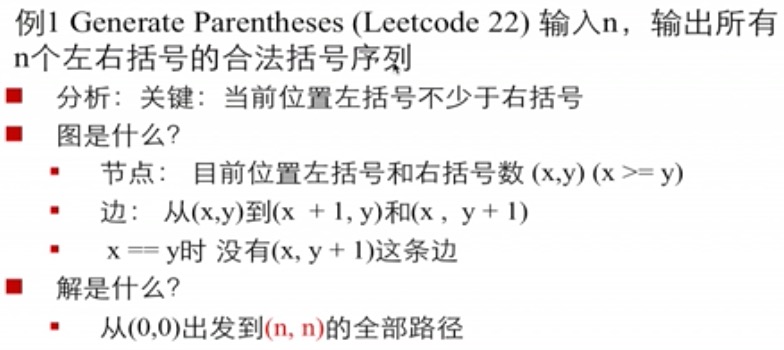 例1 Generate Parentheses (Leetcode 22) 输入n，输出所有
n个左右括号的合法括号序列
分析：关键：当前位置左括号不少于右括号
图是什么?
节点： 目前位置左括号和右括号数 (x,y) (x >= y)
边： 从(x,y)到(x + 1, y)和(x , y + 1)
x == y时 没有(x, y + 1)这条边
解是什么?
从(0,0)出发到(n, n)的全部路径